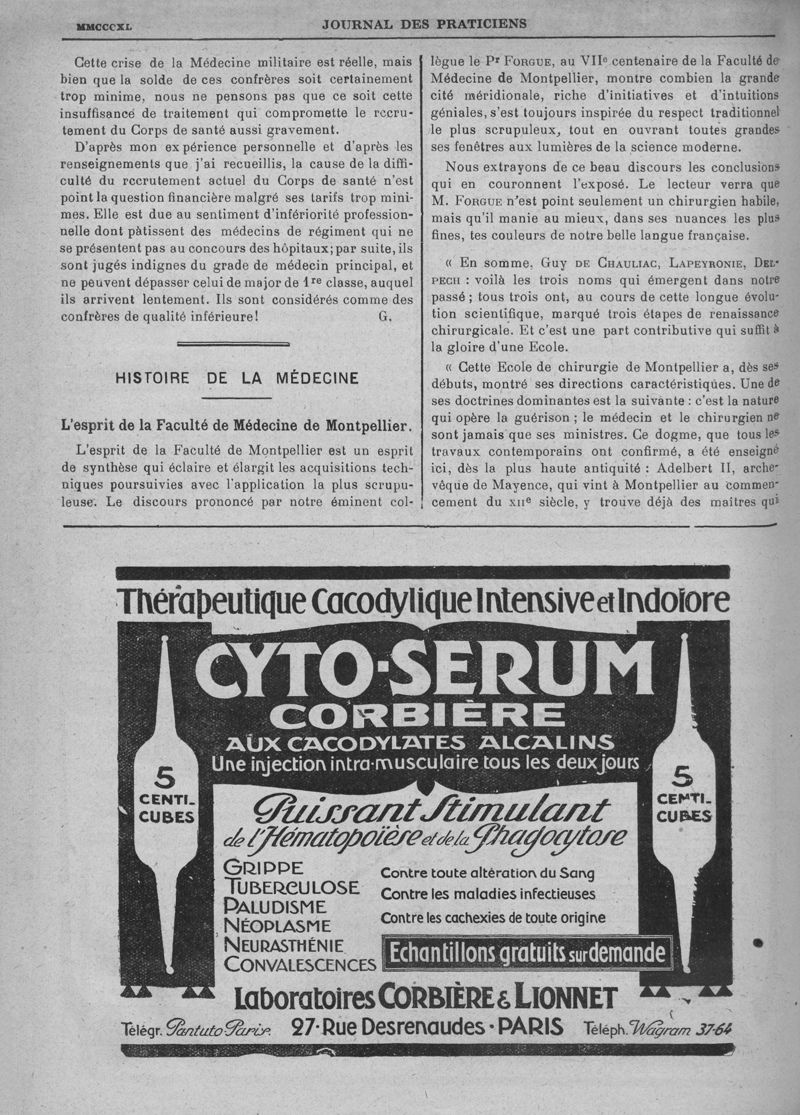 MMCCCXL
JOURNAL DES PRATICIENS
Cette crise de la Médecine militaire est réelle, mais
bien que la solde de ces confrères soit certainement
trop minime, nous ne pensons pas que ce soit cette
insuffisance de traitement qui compromette le recru-
tement du Corps de santé aussi gravement.
D'après mon expérience personnelle et d'après les
renseignements que j'ai recueillis, la cause de la diffi-
culté du recrutement actuel du Corps de santé n'est
point la question financière malgré ses tarifs trop mini-
mes. Elle est due au sentiment d'infériorité profession-
nelle dont pâtissent des médecins de régiment qui ne
se présentent pas au concours des hôpitaux; par suite, ils
sont jugés indignes du grade de médecin principal, et
ne peuvent dépasser celui de major de 1re classe, auquel
ils arrivent lentement. Ils sont considérés comme des
confrères de qualité inférieure! G.
HISTOIRE DE LA MÉDECINE
L'esprit de la Faculté de Médecine de Montpellier.
L'esprit de la Faculté de Montpellier est un esprit
de synthèse qui éclaire et élargit les acquisitions tech-
niques poursuivies avec l'application la plus scrupu-
leuse. Le discours prononcé par notre éminent col-
lègue le Pr FORGUE, au VIIe centenaire de la Faculté de
Médecine de Montpellier, montre combien la grande
cité méridionale, riche d'initiatives et d'intuitions
géniales, s'est toujours inspirée du respect traditionnel
le plus scrupuleux, tout en ouvrant toutes grandes
ses fenêtres aux lumières de la science moderne.
Nous extrayons de ce beau discours les conclusions
qui en couronnent l'exposé. Le lecteur verra que
M. FORGUE n'est point seulement un chirurgien habile,
mais qu'il manie au mieux, dans ses nuances les plus
fines, tes couleurs de notre belle langue française.
« En somme, GUY DE CHAULIAC, LAPEYRONIE, DEL-
PECH : voilà les trois noms qui émergent dans notre
passé ; tous trois ont, au cours de cette longue évolu-
tion scientifique, marqué trois étapes de renaissance
chirurgicale. Et c'est une part contributive qui suffit à
la gloire d'une Ecole.
« Cette Ecole de chirurgie de Montpellier a, dès ses
débuts, montré ses directions caractéristiques. Une de
ses doctrines dominantes est la suivante : c'est la nature
qui opère la guérison ; le médecin et le chirurgien ne
sont jamais que ses ministres. Ce dogme, que tous les
travaux contemporains ont confirmé, a été enseigné
ici, dès la plus haute antiquité : Adelbert II, arche-
vêque de Mayence, qui vint à Montpellier au commen-
cement du XIIe siècle, y trouve déjà des maîtres qui
Thérapeutique Cacodylique Intensive et Indolore
CYTO-SERUM
CORBIÈRE
AUX CACODYLATES ALCALINS
Une injection intra-musculaire tous les deux jours
5
CENTI-
CUBES
5
CENTI-
CUBES
Puissant Stimulant
de l'Hématopoïèse et de la Phagocytose
GRIPPE
TUBERCULOSE
PALUDISME
NÉOPLASME
NEURASTHÉNIE
CONVALESCENCES
Contre toute altération du Sang
Contre les maladies infectieuses
Contre les cachexies de toute origine
Echantillons gratuits sur demande
Laboratoires CORBIÈRE & LIONNET
Télégr. Pantuto Paris. 27 · Rue Desrenaudes · PARIS Téléph. Wagram 37-64